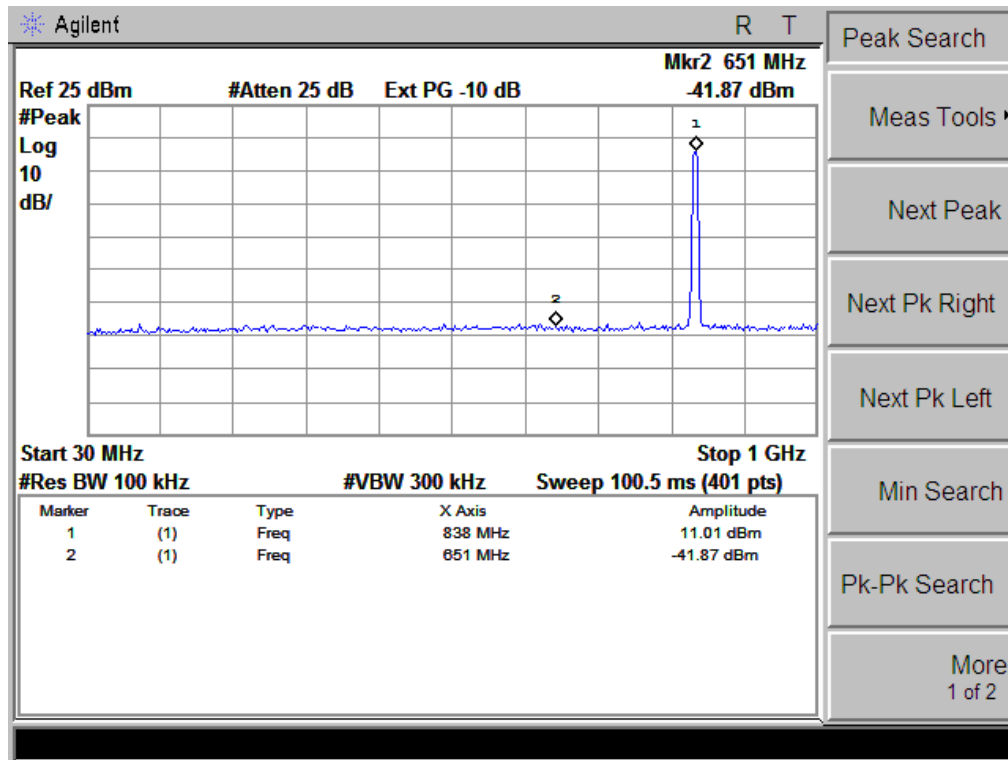 Agilent R T
Peak Search
Mkr2 651 MHz
Ref 25 dBm #Atten 25 dB Ext PG -10 dB -41.87 dBm
#Peak
Log
10
dB/
1
2
Start 30 MHz Stop 1 GHz
#Res BW 100 kHz #VBW 300 kHz Sweep 100.5 ms (401 pts)
Marker Trace Type X Axis Amplitude
1 (1) Freq 838 MHz 11.01 dBm
2 (1) Freq 651 MHz -41.87 dBm
Meas Tools
Next Peak
Next Pk Right
Next Pk Left
Min Search
Pk-Pk Search
More
1 of 2